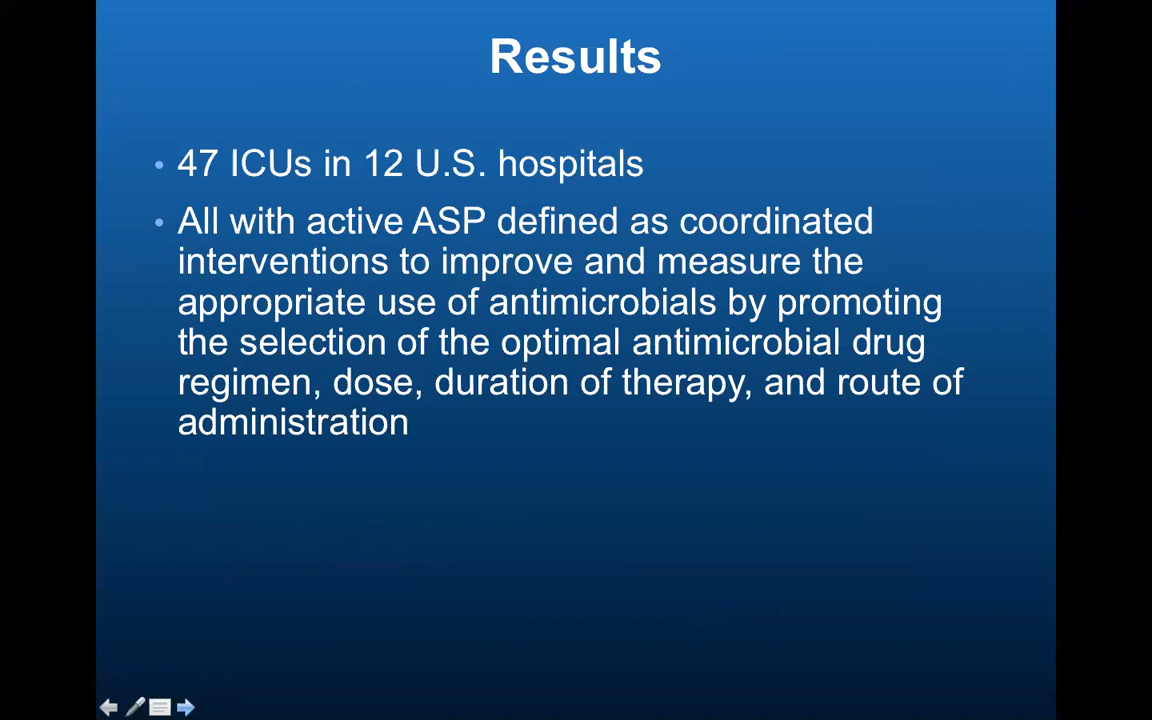 Results
• 47 ICUs in 12 U.S. hospitals
• All with active ASP defined as coordinated
interventions to improve and measure the
appropriate use of antimicrobials by promoting
the selection of the optimal antimicrobial drug
regimen, dose, duration of therapy, and route of
administration